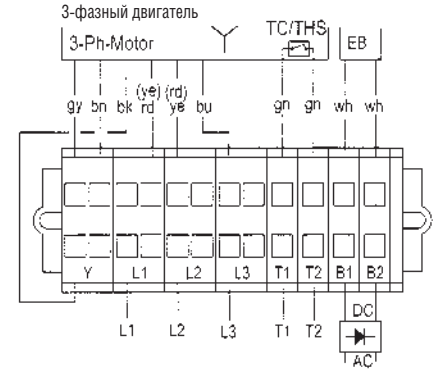 3-фазный двигатель
3-Ph-Motor TC/THS EB
(ye) (rd)
gy bn bk rd ye bu gn gn wh wh
Y L1 L2 L3 T1 T2 B1 B2
L1 L2 L3 T1 T2 DC
AC